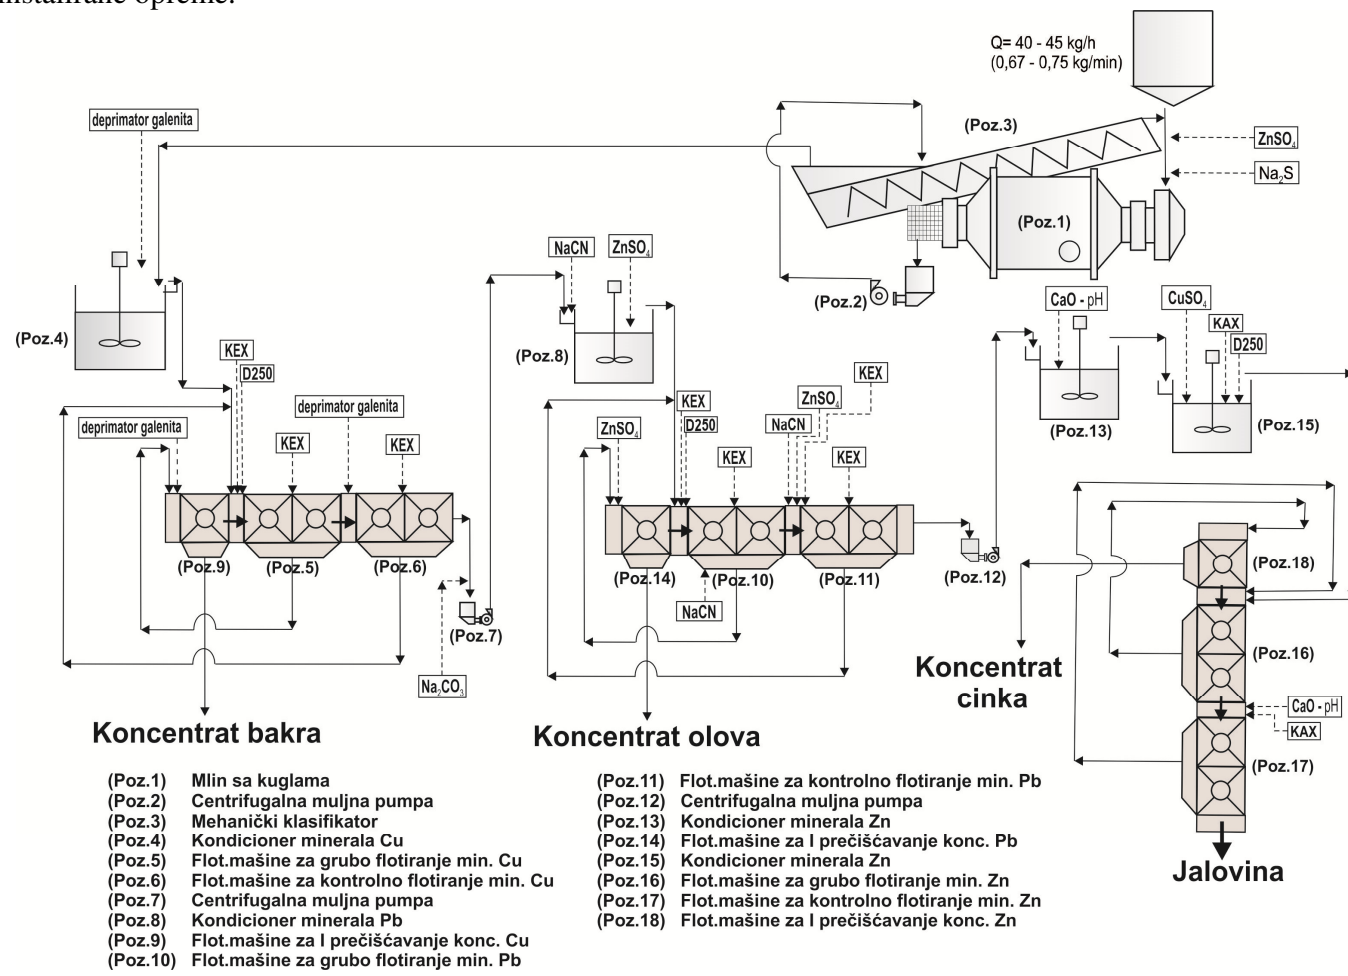 instalirane opreme.
Q= 40 - 45 kg/h
(0,67 - 0,75 kg/min)
deprimator galenita
(Poz.3)
ZnSO₄
Na₂S
(Poz.1)
NaCN
ZnSO₄
(Poz.2)
CaO - pH
CuSO₄
KAX
D250
(Poz.4)
(Poz.8)
KEX
D250
KEX
(Poz.13)
(Poz.15)
deprimator galenita
deprimator galenita
KEX
KEX
ZnSO₄
KEX
D250
KEX
NaCN
ZnSO₄
KEX
(Poz.9)
(Poz.5)
(Poz.6)
(Poz.14)
(Poz.10)
(Poz.11)
(Poz.12)
(Poz.18)
NaCN
(Poz.7)
Na₂CO₃
(Poz.16)
CaO - pH
KAX
(Poz.17)
Koncentrat
cinka
Koncentrat bakra
Koncentrat olova
Jalovina
(Poz.1) Mlin sa kuglama
(Poz.2) Centrifugalna muljna pumpa
(Poz.3) Mehanički klasifikator
(Poz.4) Kondicioner minerala Cu
(Poz.5) Flot.mašine za grubo flotiranje min. Cu
(Poz.6) Flot.mašine za kontrolno flotiranje min. Cu
(Poz.7) Centrifugalna muljna pumpa
(Poz.8) Kondicioner minerala Pb
(Poz.9) Flot.mašine za I prečišćavanje konc. Cu
(Poz.10) Flot.mašine za grubo flotiranje min. Pb
(Poz.11) Flot.mašine za kontrolno flotiranje min. Pb
(Poz.12) Centrifugalna muljna pumpa
(Poz.13) Kondicioner minerala Zn
(Poz.14) Flot.mašine za I prečišćavanje konc. Pb
(Poz.15) Kondicioner minerala Zn
(Poz.16) Flot.mašine za grubo flotiranje min. Zn
(Poz.17) Flot.mašine za kontrolno flotiranje min. Zn
(Poz.18) Flot.mašine za I prečišćavanje konc. Zn